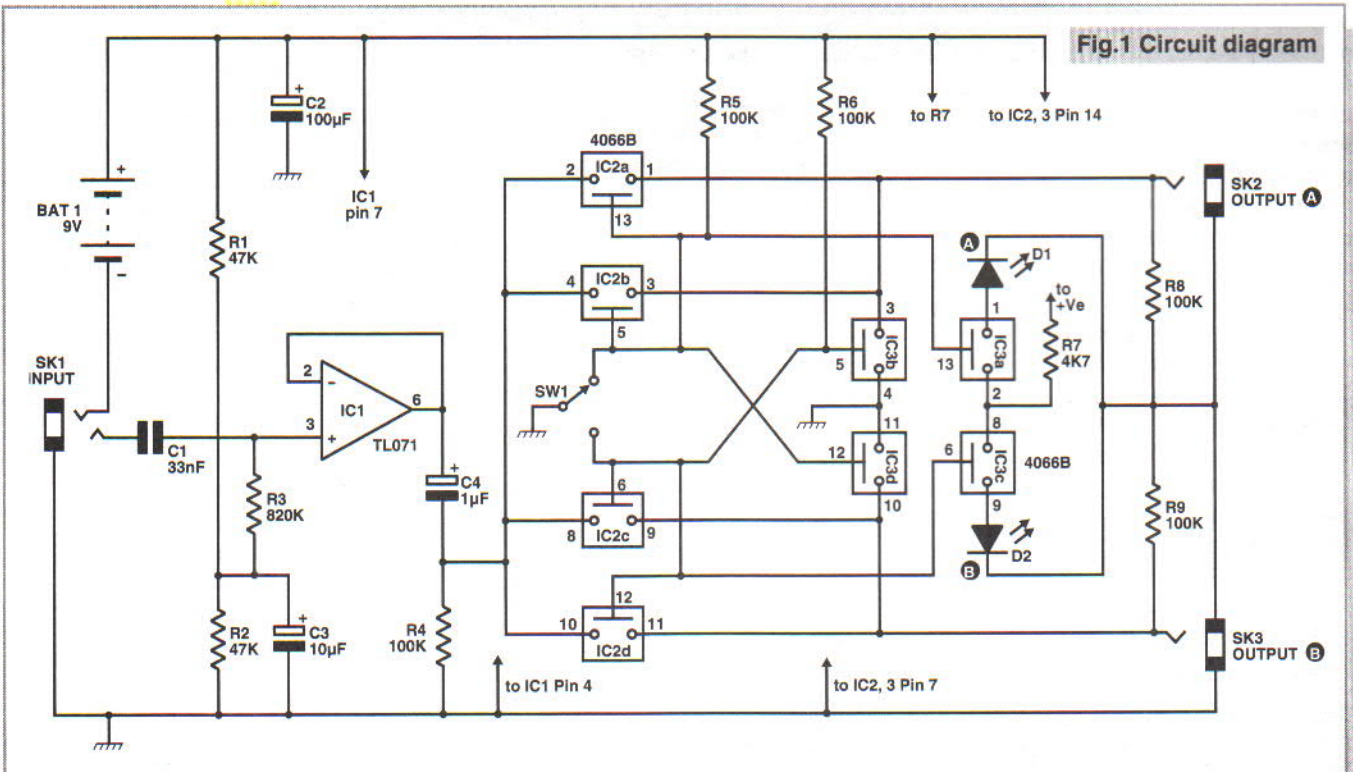 Fig.1 Circuit diagram
+
C2
100µF
IC1
pin 7
R5
100K
R6
100K
to R7
to IC2, 3 Pin 14
+
BAT 1
9V
–
R1
47K
4066B
2
IC2a
1
13
SK2
OUTPUT A
4
IC2b
3
5
A
D1
to
+Ve
R7
4K7
R8
100K
3
5
IC3b
4
1
13
IC3a
2
SK1
INPUT
C1
33nF
2
–
3
+
IC1
6
TL071
SW1
11
12
IC3d
10
8
6
IC3c
9
4066B
R3
820K
+
C4
1µF
6
8
IC2c
9
D2
B
R9
100K
R2
47K
+
C3
10µF
R4
100K
12
10
IC2d
11
SK3
OUTPUT B
to IC1 Pin 4
to IC2, 3 Pin 7